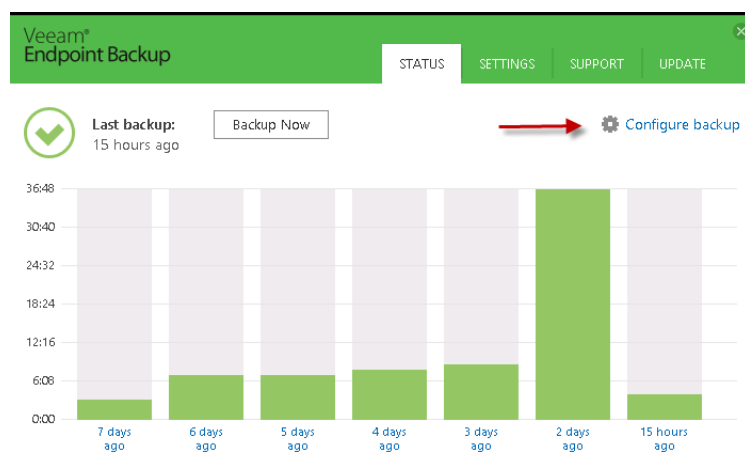 Veeam®
Endpoint Backup
STATUS SETTINGS SUPPORT UPDATE
Last backup: Backup Now Configure backup
15 hours ago
36:48
30:40
24:32
18:24
12:16
6:08
0:00
7 days ago
6 days ago
5 days ago
4 days ago
3 days ago
2 days ago
15 hours ago